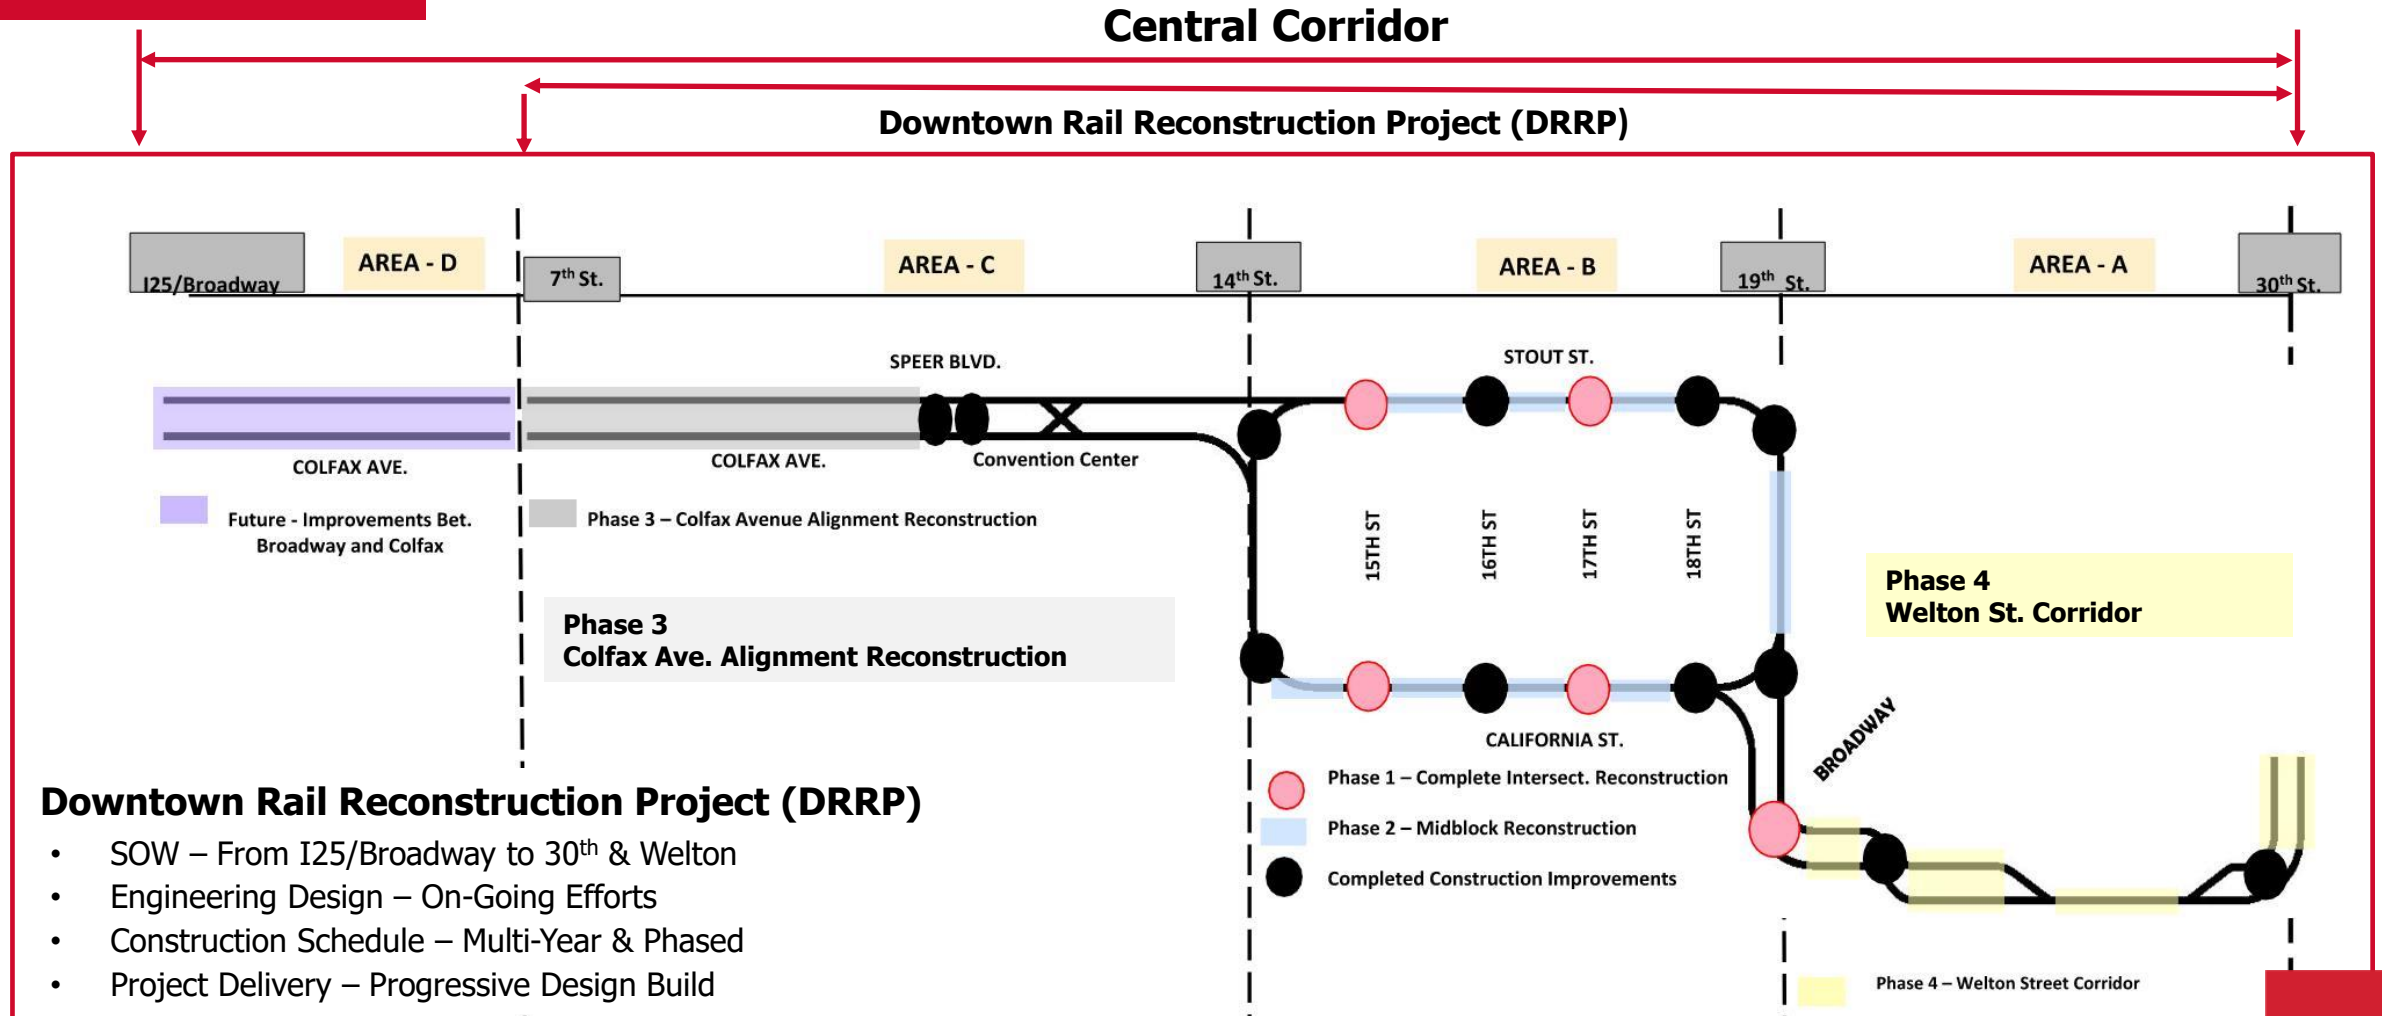 Central Corridor
Downtown Rail Reconstruction Project (DRRP)
I25/Broadway
AREA - D
7th St.
AREA - C
14th St.
AREA - B
19th St.
AREA - A
30th St.
SPEER BLVD.
STOUT ST.
COLFAX AVE.
COLFAX AVE.
Convention Center
Future - Improvements Bet.
Broadway and Colfax
Phase 3 – Colfax Avenue Alignment Reconstruction
15TH ST
16TH ST
17TH ST
18TH ST
Phase 3
Colfax Ave. Alignment Reconstruction
Phase 4
Welton St. Corridor
CALIFORNIA ST.
BROADWAY
Phase 1 – Complete Intersect. Reconstruction
Phase 2 – Midblock Reconstruction
Completed Construction Improvements
Downtown Rail Reconstruction Project (DRRP)
• SOW – From I25/Broadway to 30th & Welton
• Engineering Design – On-Going Efforts
• Construction Schedule – Multi-Year & Phased
• Project Delivery – Progressive Design Build
Phase 4 – Welton Street Corridor